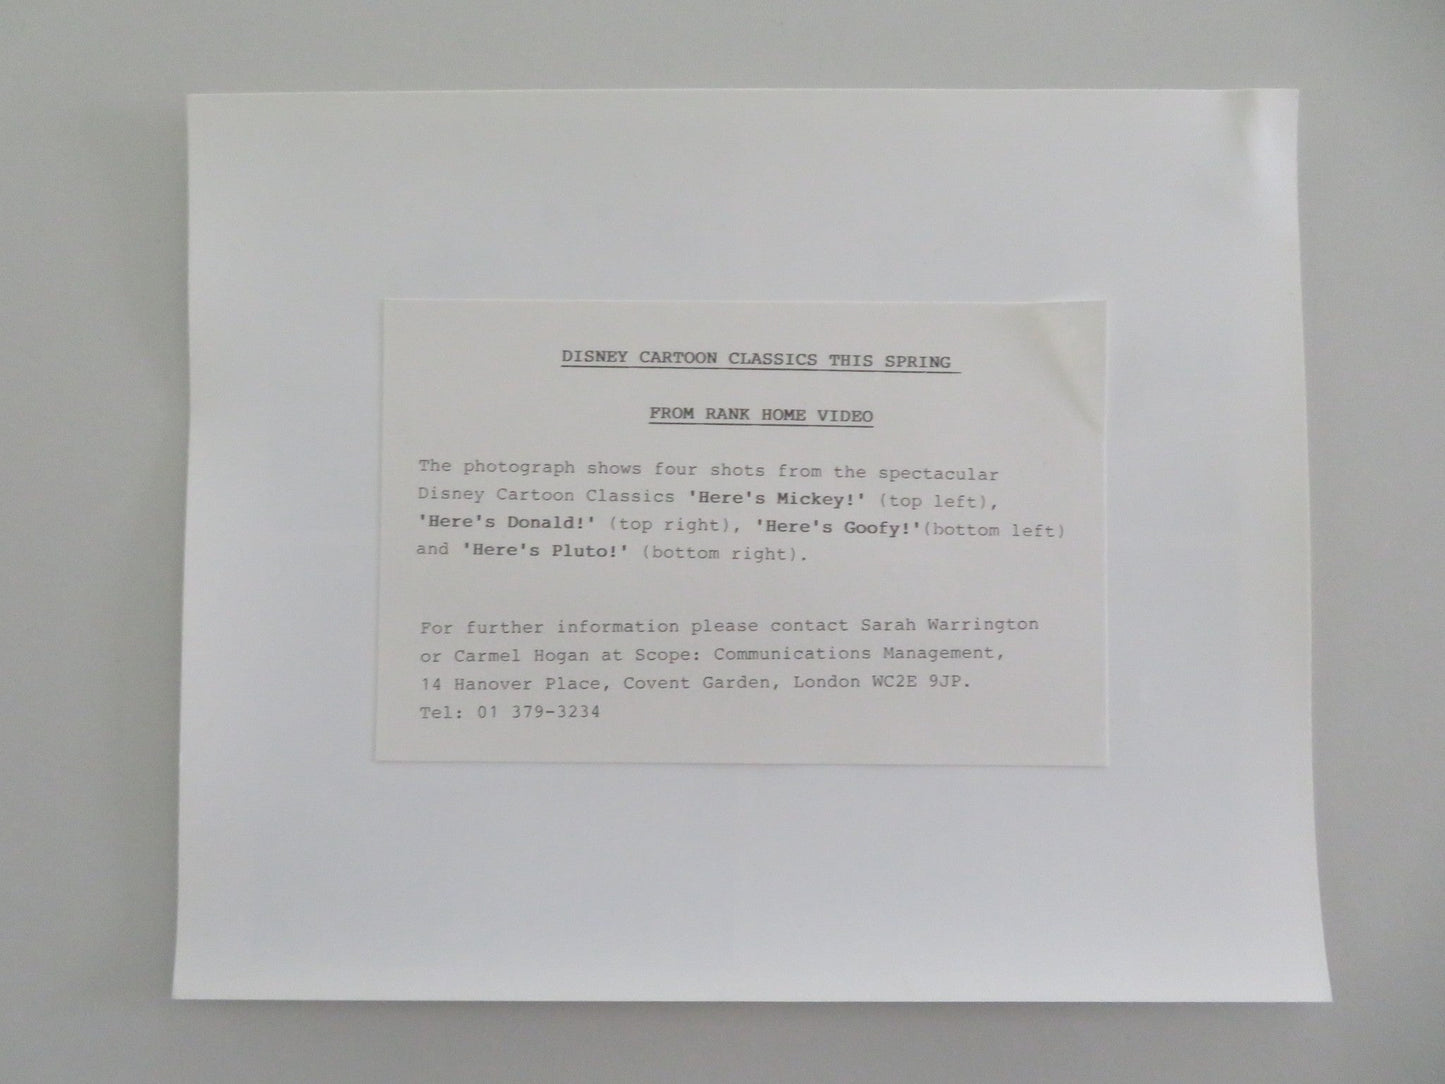 DISNEY CARTOON CLASSICS THIS SPRING
FROM RANK HOME VIDEO
The photograph shows four shots from the spectacular
Disney Cartoon Classics 'Here's Mickey!' (top left),
'Here's Donald!' (top right), 'Here's Goofy!'(bottom left)
and 'Here's Pluto!' (bottom right).
For further information please contact Sarah Warrington
or Carmel Hogan at Scope: Communications Management,
14 Hanover Place, Covent Garden, London WC2E 9JP.
Tel: 01 379-3234